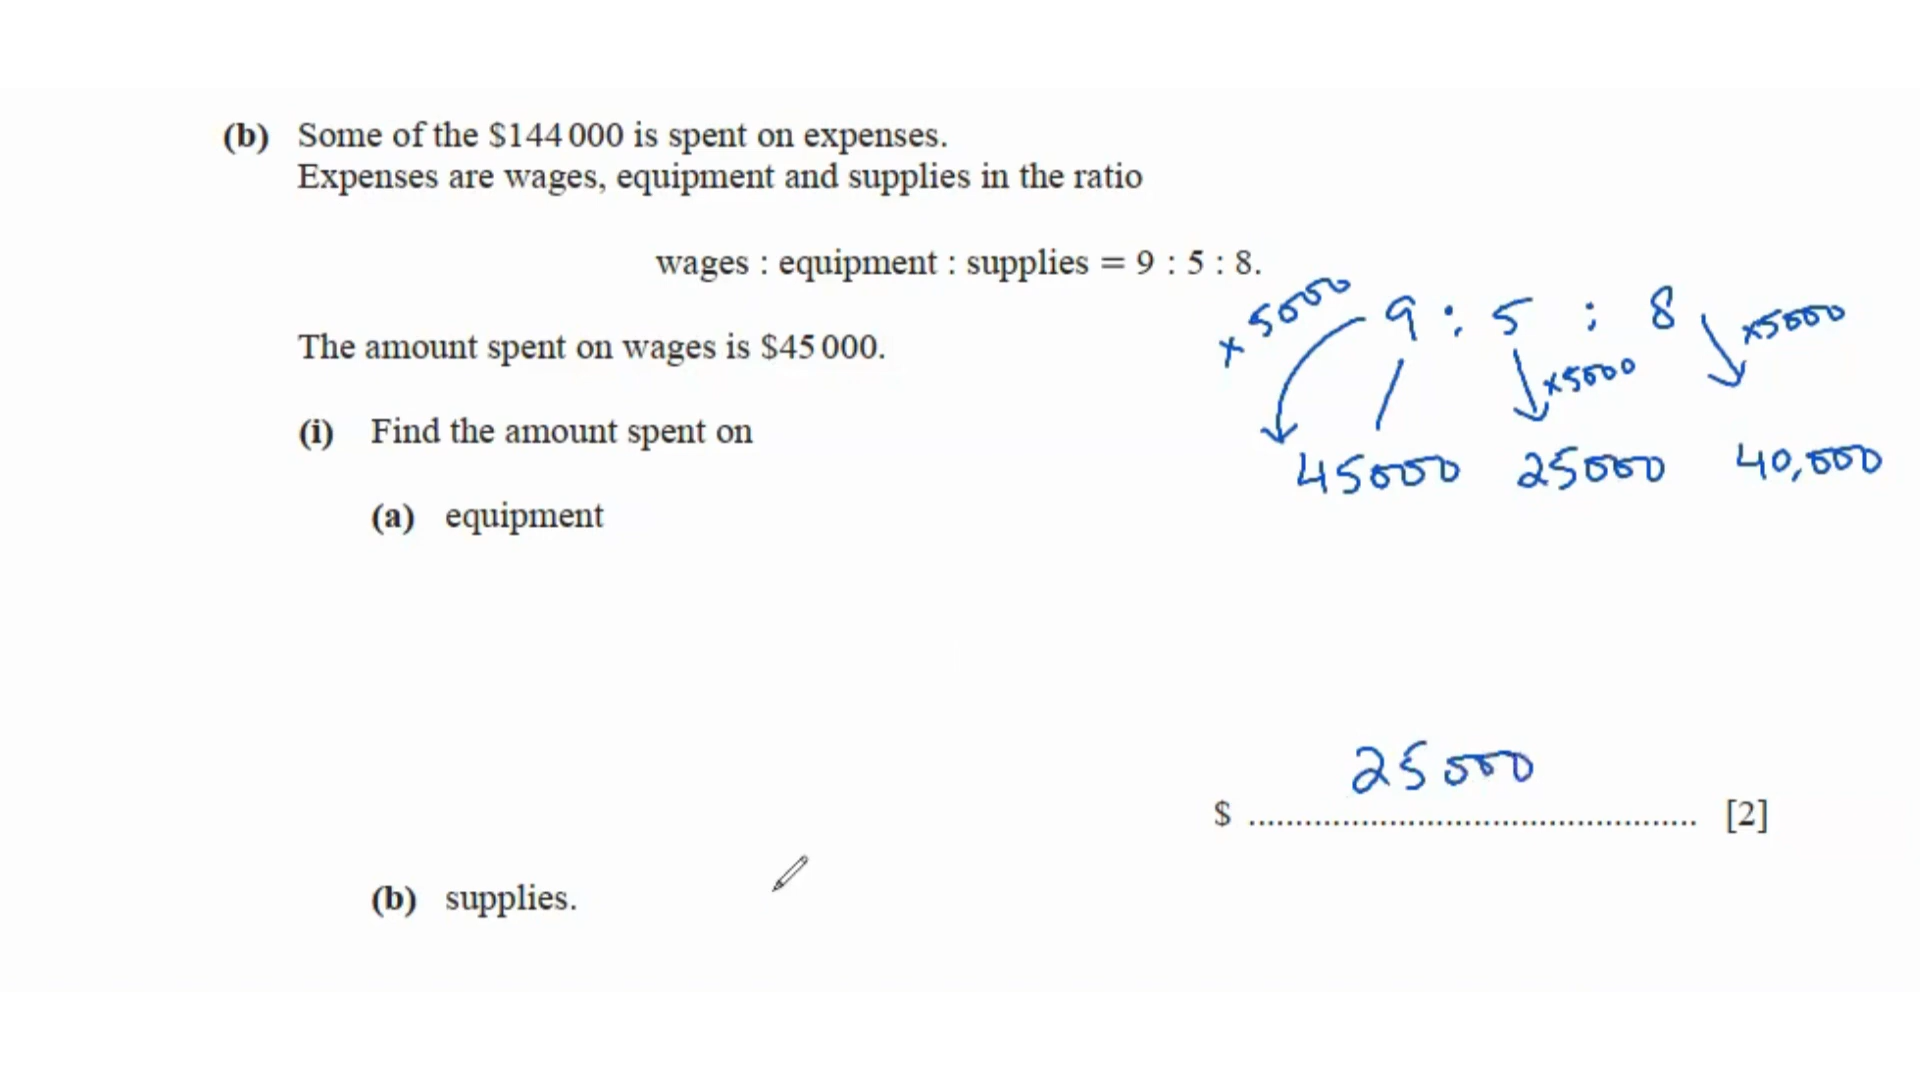 (b) Some of the $144 000 is spent on expenses.
Expenses are wages, equipment and supplies in the ratio
wages : equipment : supplies = 9 : 5 : 8.
×5000 9 : 5 : 8 ×5000
The amount spent on wages is $45 000.
×5000
(i) Find the amount spent on
45000 25000 40,000
(a) equipment
25000
$ ................................................ [2]
(b) supplies.